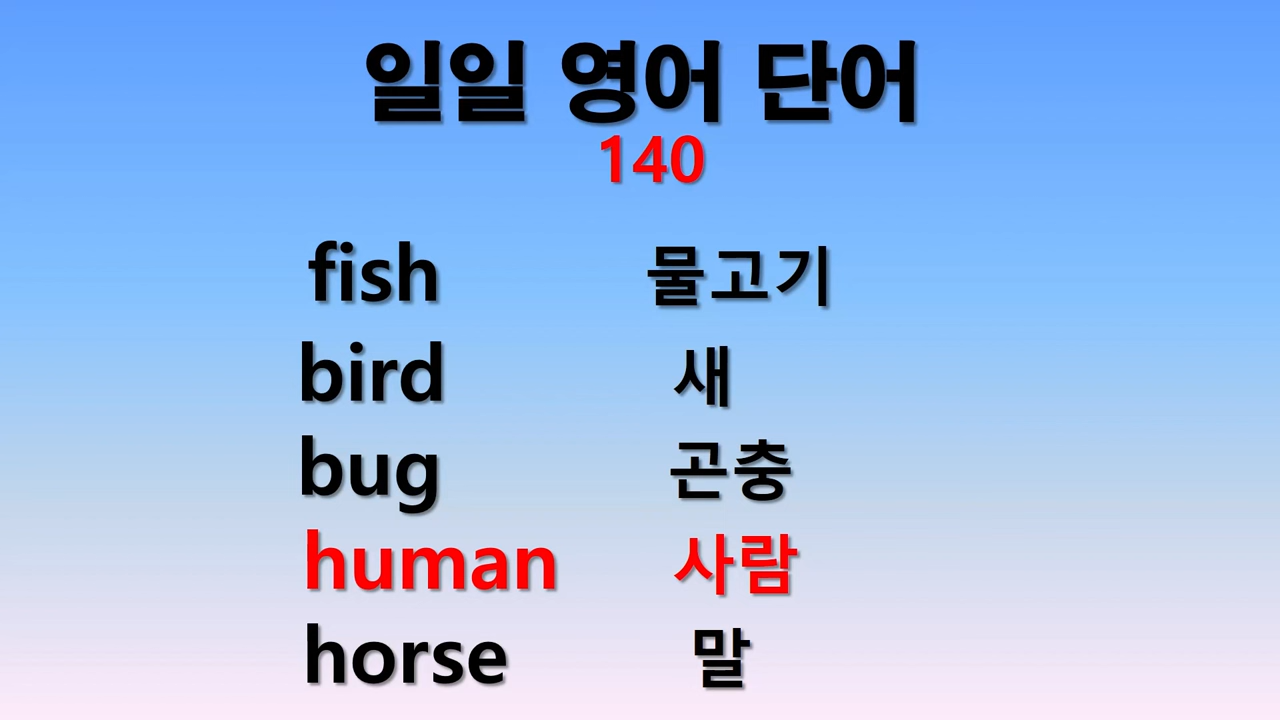 일일 영어 단어
140
fish 물고기
bird 새
bug 곤충
human 사람
horse 말